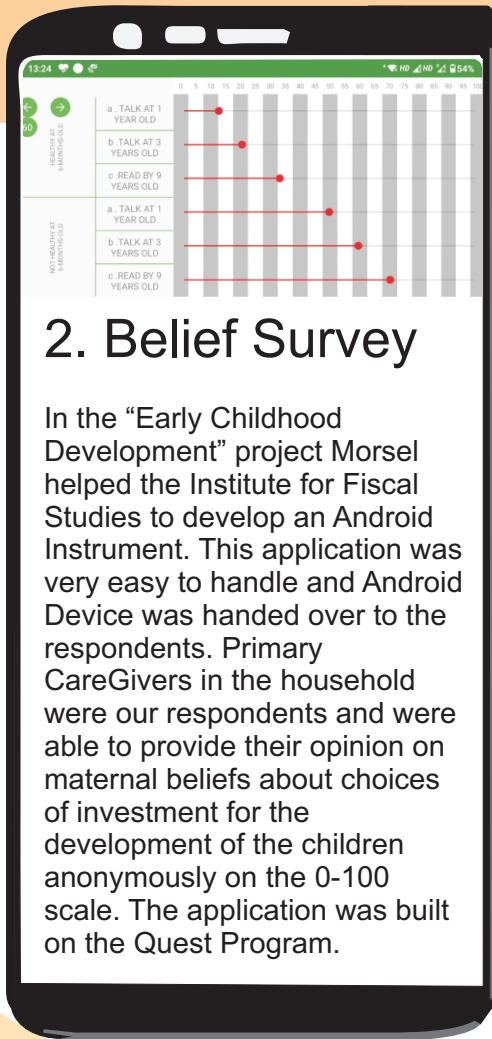 13:24
HD HD 54%
0 5 10 15 20 25 30 35 40 45 50 55 60 65 70 75 80 85 90 95 100
60
HEALTHY AT
6-MONTHS-OLD
a . TALK AT 1
YEAR OLD
b .TALK AT 3
YEARS OLD
c .READ BY 9
YEARS OLD
NOT HEALTHY AT
6-MONTHS-OLD
a . TALK AT 1
YEAR OLD
b .TALK AT 3
YEARS OLD
c .READ BY 9
YEARS OLD
2. Belief Survey
In the “Early Childhood
Development” project Morsel
helped the Institute for Fiscal
Studies to develop an Android
Instrument. This application was
very easy to handle and Android
Device was handed over to the
respondents. Primary
CareGivers in the household
were our respondents and were
able to provide their opinion on
maternal beliefs about choices
of investment for the
development of the children
anonymously on the 0-100
scale. The application was built
on the Quest Program.